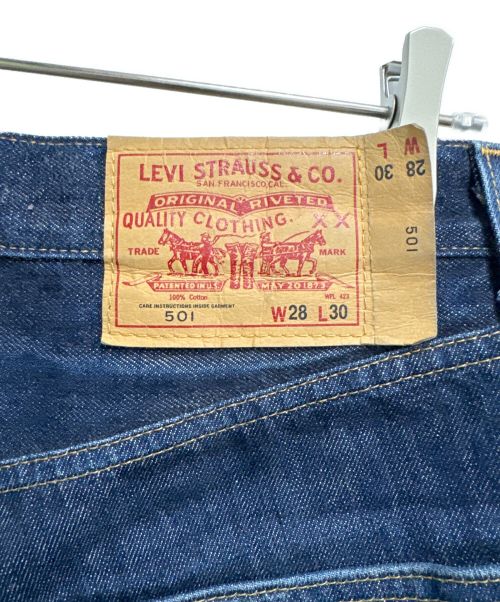 LEVI STRAUSS & CO.
SAN FRANCISCO, CAL.
ORIGINAL RIVETED
QUALITY CLOTHING. XX
TRADE MARK
PATENTED IN U.S. MAY 20 1873
100% Cotton WPL 423
CARE INSTRUCTIONS INSIDE GARMENT
501 W28 L30
W L
28 30
501